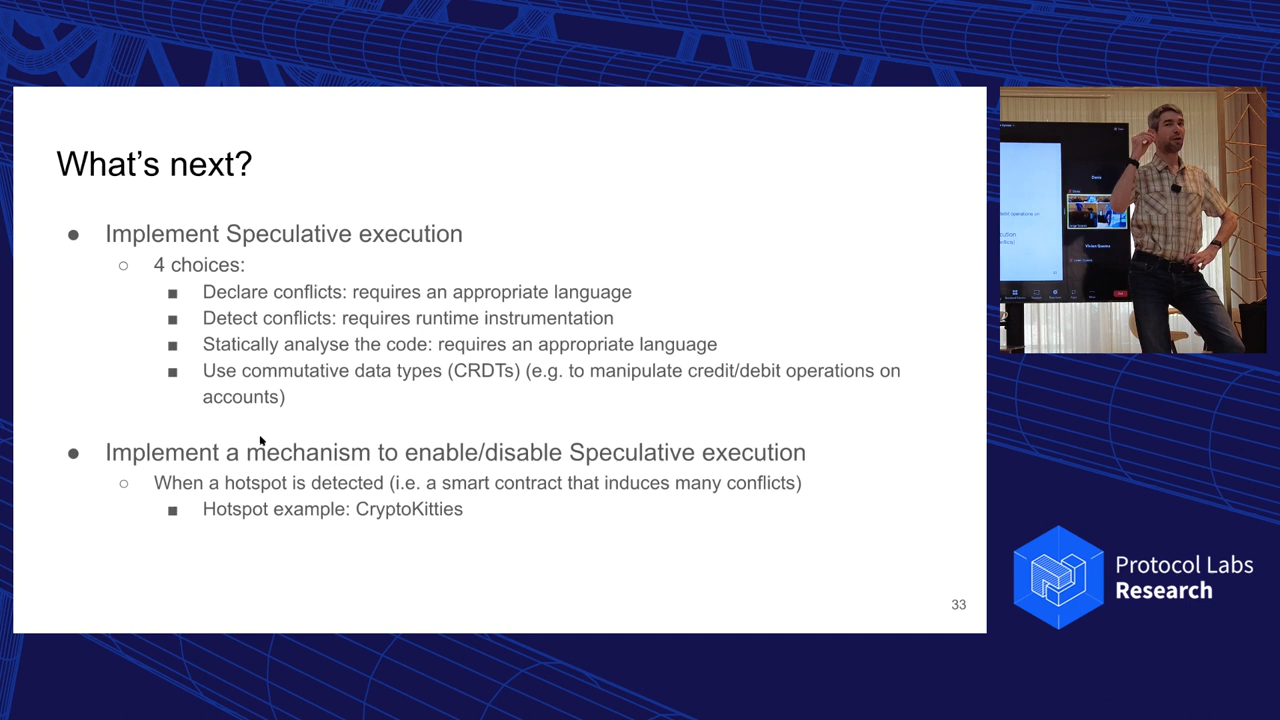 What's next?
● Implement Speculative execution
○ 4 choices:
■ Declare conflicts: requires an appropriate language
■ Detect conflicts: requires runtime instrumentation
■ Statically analyse the code: requires an appropriate language
■ Use commutative data types (CRDTs) (e.g. to manipulate credit/debit operations on
accounts)
● Implement a mechanism to enable/disable Speculative execution
○ When a hotspot is detected (i.e. a smart contract that induces many conflicts)
■ Hotspot example: CryptoKitties
33
Denis
Protocol Labs
Research